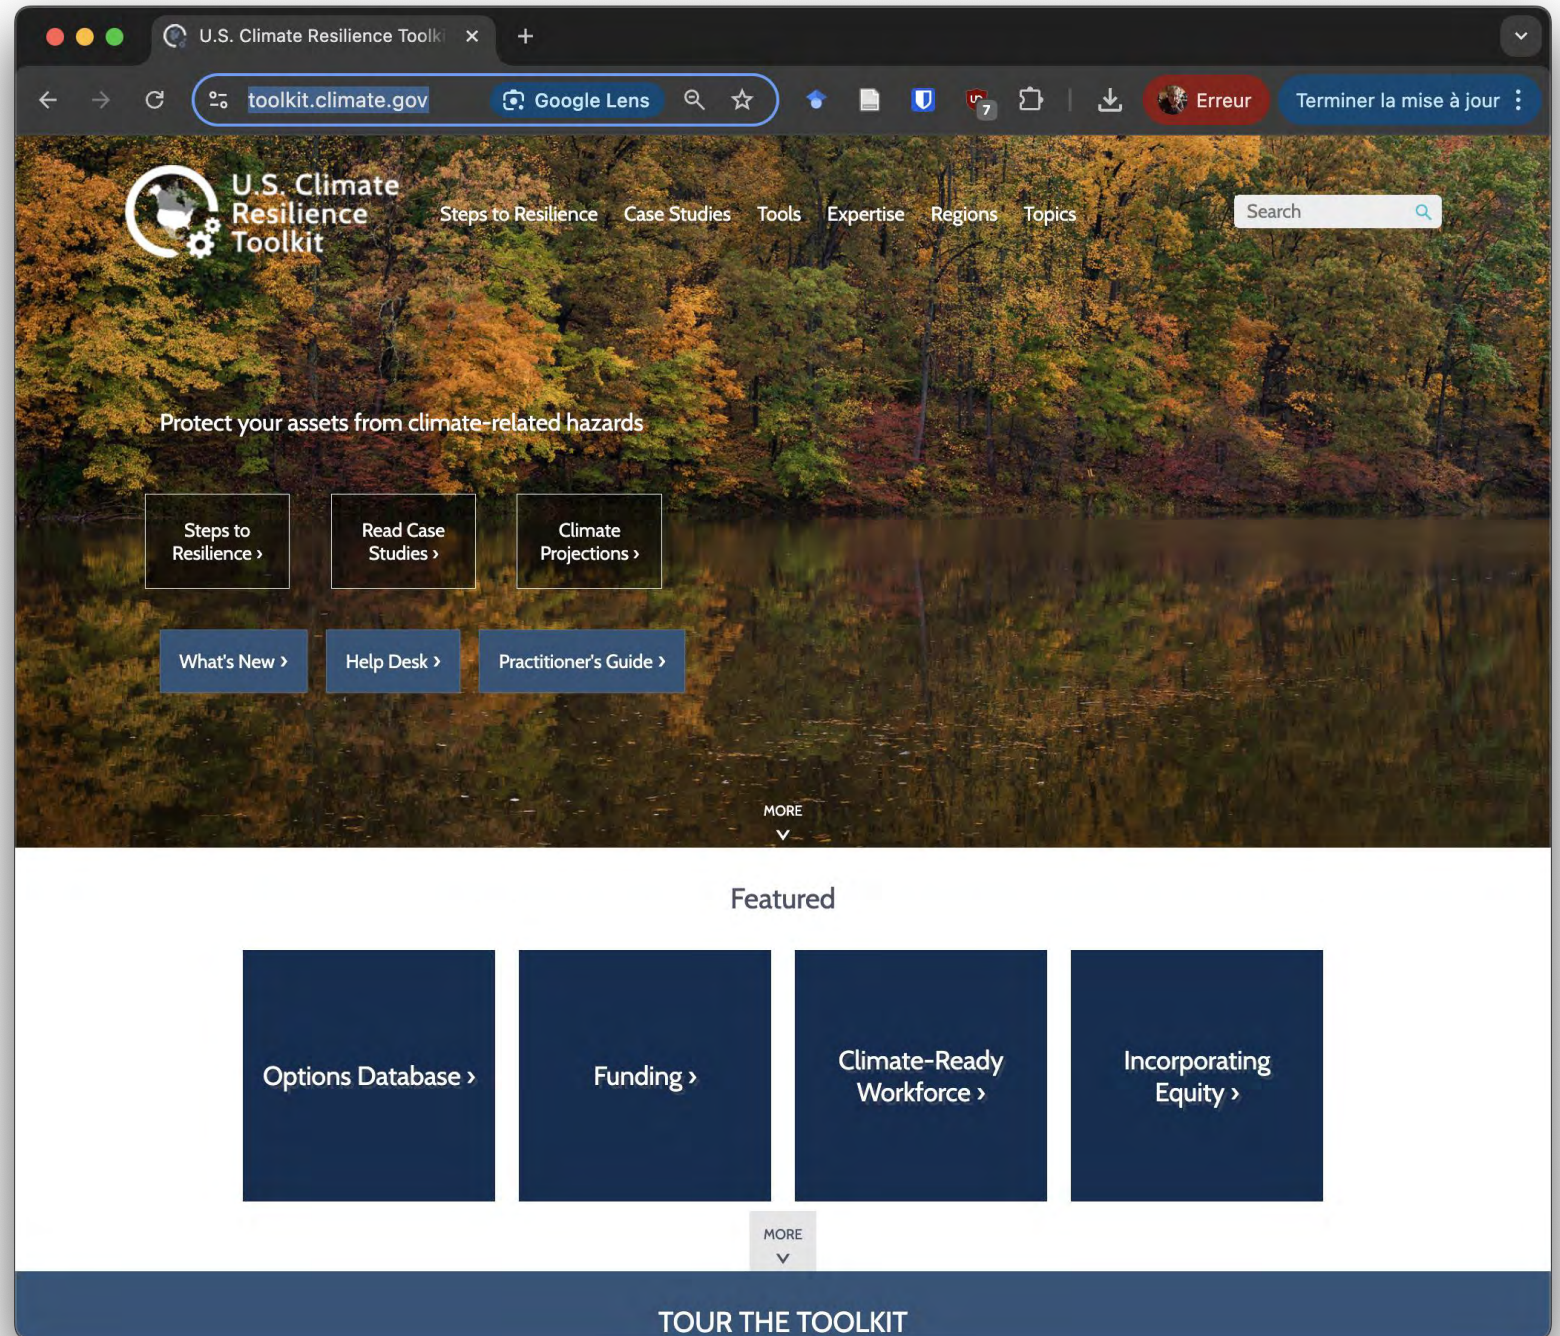 U.S. Climate Resilience Toolki
toolkit.climate.gov
Google Lens
7
Erreur
Terminer la mise à jour
U.S. Climate
Resilience
Toolkit
Steps to Resilience
Case Studies
Tools
Expertise
Regions
Topics
Search
Protect your assets from climate-related hazards
Steps to
Resilience ›
Read Case
Studies ›
Climate
Projections ›
What's New ›
Help Desk ›
Practitioner's Guide ›
MORE
Featured
Options Database ›
Funding ›
Climate-Ready
Workforce ›
Incorporating
Equity ›
MORE
TOUR THE TOOLKIT